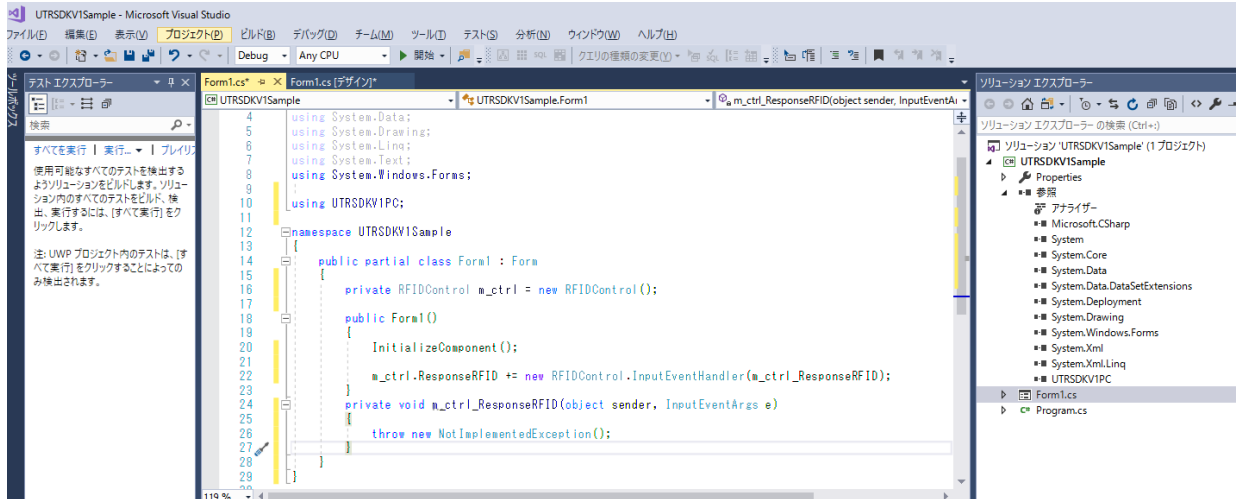 UTRSDKV1Sample - Microsoft Visual Studio
ファイル(F) 編集(E) 表示(V) プロジェクト(P) ビルド(B) デバッグ(D) チーム(M) ツール(T) テスト(S) 分析(N) ウィンドウ(W) ヘルプ(H)
Debug Any CPU 開始 クエリの種類の変更(Y)
ツールボックス
テスト エクスプローラー
検索
すべてを実行 | 実行... | プレイリス
使用可能なすべてのテストを検出する
ようソリューションをビルドします。ソリュー
ション内のすべてのテストをビルド、検
出、実行するには、[すべて実行] をク
リックします。
注: UWP プロジェクト内のテストは、[す
べて実行] をクリックすることによっての
み検出されます。
Form1.cs* Form1.cs [デザイン]*
UTRSDKV1Sample UTRSDKV1Sample.Form1 m_ctrl_ResponseRFID(object sender, InputEventAr
4 using System.Data;
5 using System.Drawing;
6 using System.Linq;
7 using System.Text;
8 using System.Windows.Forms;
9
10 using UTRSDKV1PC;
11
12 namespace UTRSDKV1Sample
13 {
14 public partial class Form1 : Form
15 {
16 private RFIDControl m_ctrl = new RFIDControl();
17
18 public Form1()
19 {
20 InitializeComponent();
21
22 m_ctrl.ResponseRFID += new RFIDControl.InputEventHandler(m_ctrl_ResponseRFID);
23 }
24 private void m_ctrl_ResponseRFID(object sender, InputEventArgs e)
25 {
26 throw new NotImplementedException();
27 }
28 }
29 }
119 %
ソリューション エクスプローラー
ソリューション エクスプローラー の検索 (Ctrl+;)
ソリューション 'UTRSDKV1Sample' (1 プロジェクト)
UTRSDKV1Sample
Properties
参照
アナライザー
Microsoft.CSharp
System
System.Core
System.Data
System.Data.DataSetExtensions
System.Deployment
System.Drawing
System.Windows.Forms
System.Xml
System.Xml.Linq
UTRSDKV1PC
Form1.cs
Program.cs